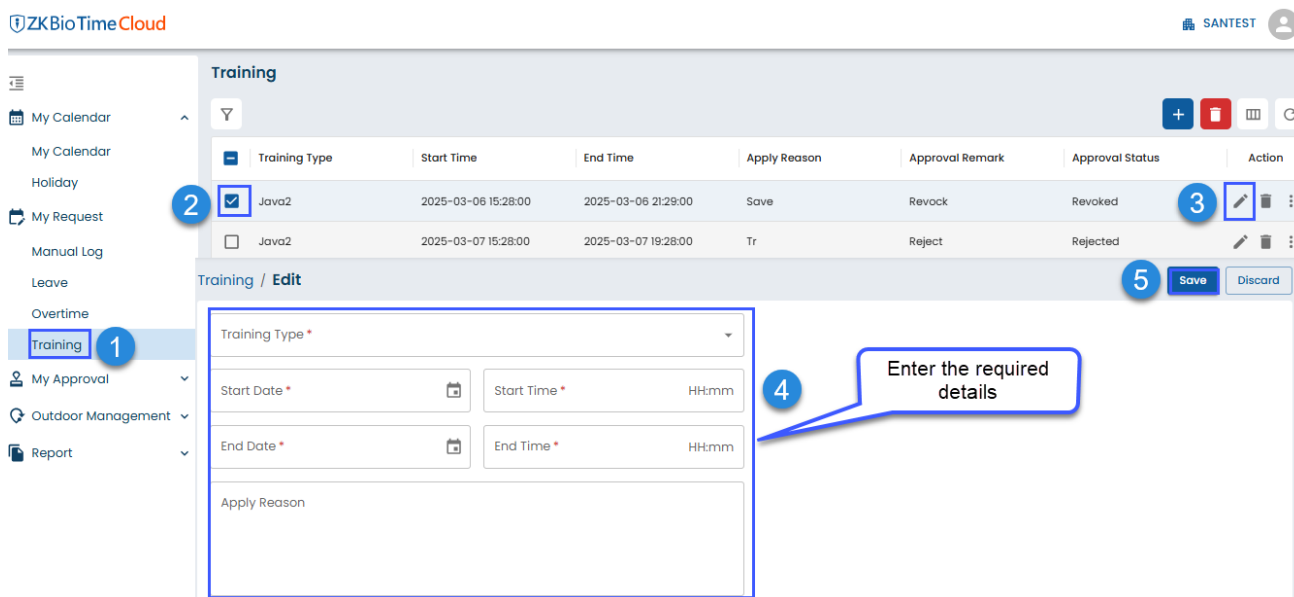 ZKBioTime Cloud
SANTEST
Training
My Calendar
My Calendar
Holiday
My Request
Manual Log
Leave
Overtime
Training
1
My Approval
Outdoor Management
Report
Training Type Start Time End Time Apply Reason Approval Remark Approval Status Action
2 Java2 2025-03-06 15:28:00 2025-03-06 21:29:00 Save Revock Revoked 3
Java2 2025-03-07 15:28:00 2025-03-07 19:28:00 Tr Reject Rejected
Training / Edit
5 Save Discard
Training Type *
Start Date * Start Time * HH:mm
4
End Date * End Time * HH:mm
Apply Reason
Enter the required
details